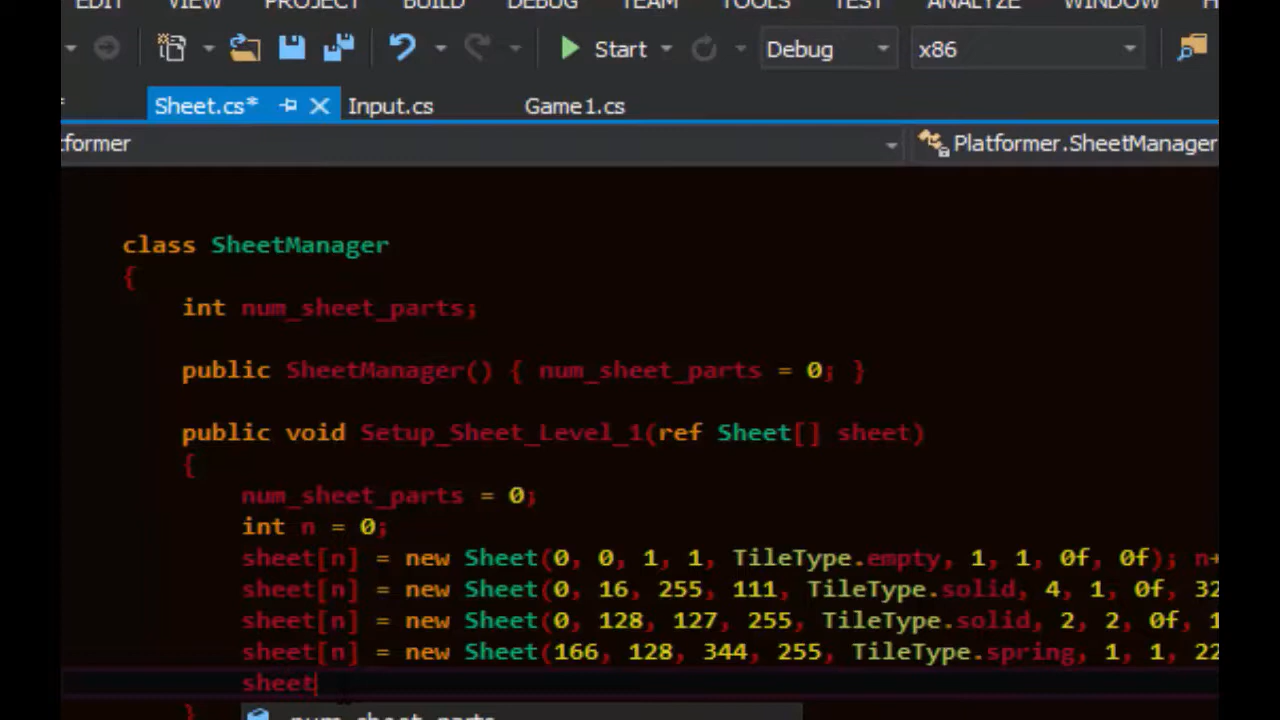 EDIT VIEW PROJECT BUILD DEBUG TEAM TOOLS TEST ANALYZE WINDOW H
Start Debug x86
Sheet.cs* Input.cs Game1.cs
tformer Platformer.SheetManager
class SheetManager
{
int num_sheet_parts;
public SheetManager() { num_sheet_parts = 0; }
public void Setup_Sheet_Level_1(ref Sheet[] sheet)
{
num_sheet_parts = 0;
int n = 0;
sheet[n] = new Sheet(0, 0, 1, 1, TileType.empty, 1, 1, 0f, 0f); n+
sheet[n] = new Sheet(0, 16, 255, 111, TileType.solid, 4, 1, 0f, 32
sheet[n] = new Sheet(0, 128, 127, 255, TileType.solid, 2, 2, 0f, 1
sheet[n] = new Sheet(166, 128, 344, 255, TileType.spring, 1, 1, 22
sheet
}
num_sheet_parts